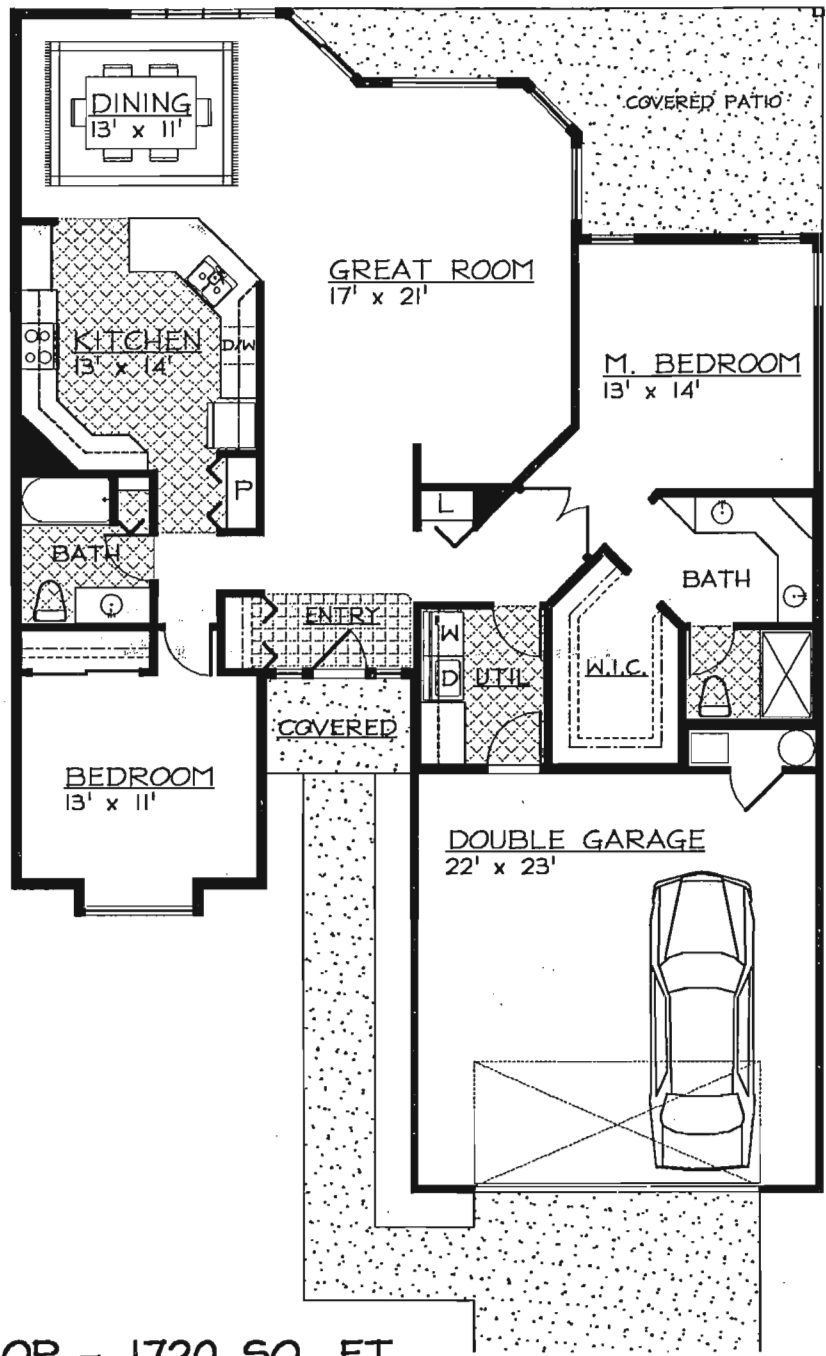 DINING
13' x 11'
COVERED PATIO
GREAT ROOM
17' x 21'
KITCHEN
13' x 14'
D/W
M. BEDROOM
13' x 14'
P
L
BATH
BATH
ENTRY
W
D
UTIL
W.I.C.
COVERED
BEDROOM
13' x 11'
DOUBLE GARAGE
22' x 23'
1720 SQ. FT.